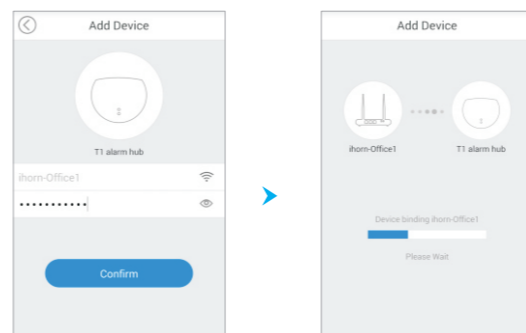 Add Device
T1 alarm hub
ihorn-Office1
•••••••••••
Confirm
Add Device
ihorn-Office1
T1 alarm hub
Device binding ihorn-Office1
Please Wait